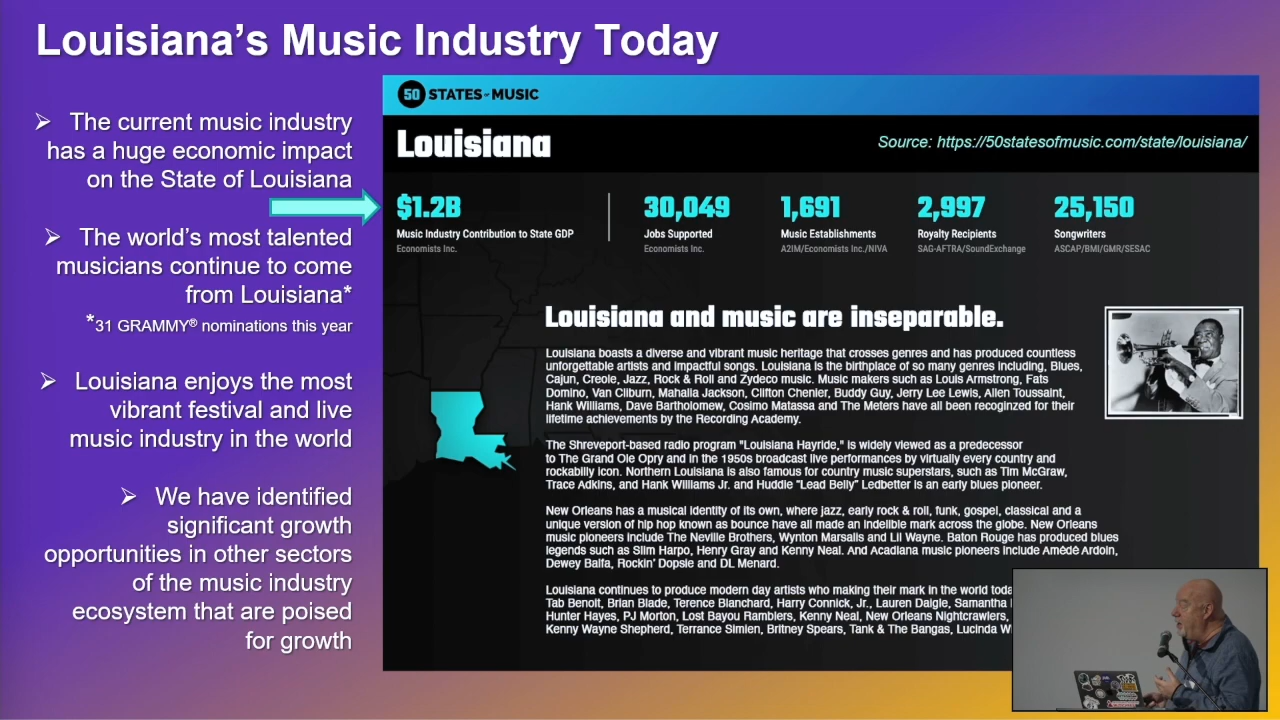 Louisiana’s Music Industry Today
➢ The current music industry
has a huge economic impact
on the State of Louisiana
➢ The world’s most talented
musicians continue to come
from Louisiana*
*31 GRAMMY® nominations this year
➢ Louisiana enjoys the most
vibrant festival and live
music industry in the world
➢ We have identified
significant growth
opportunities in other sectors
of the music industry
ecosystem that are poised
for growth
50 STATES OF MUSIC
Louisiana
Source: https://50statesofmusic.com/state/louisiana/
$1.2B
Music Industry Contribution to State GDP
Economists Inc.
30,049
Jobs Supported
Economists Inc.
1,691
Music Establishments
A2IM/Economists Inc./NIVA
2,997
Royalty Recipients
SAG-AFTRA/SoundExchange
25,150
Songwriters
ASCAP/BMI/GMR/SESAC
Louisiana and music are inseparable.
Louisiana boasts a diverse and vibrant music heritage that crosses genres and has produced countless
unforgettable artists and impactful songs. Louisiana is the birthplace of so many genres including, Blues,
Cajun, Creole, Jazz, Rock & Roll and Zydeco music. Music makers such as Louis Armstrong, Fats
Domino, Van Cliburn, Mahalia Jackson, Clifton Chenier, Buddy Guy, Jerry Lee Lewis, Allen Toussaint,
Hank Williams, Dave Bartholomew, Cosimo Matassa and The Meters have all been recoginzed for their
lifetime achievements by the Recording Academy.
The Shreveport-based radio program "Louisiana Hayride," is widely viewed as a predecessor
to The Grand Ole Opry and in the 1950s broadcast live performances by virtually every country and
rockabilly icon. Northern Louisiana is also famous for country music superstars, such as Tim McGraw,
Trace Adkins, and Hank Williams Jr. and Huddie “Lead Belly” Ledbetter is an early blues pioneer.
New Orleans has a musical identity of its own, where jazz, early rock & roll, funk, gospel, classical and a
unique version of hip hop known as bounce have all made an indelible mark across the globe. New Orleans
music pioneers include The Neville Brothers, Wynton Marsalis and Lil Wayne. Baton Rouge has produced blues
legends such as Slim Harpo, Henry Gray and Kenny Neal. And Acadiana music pioneers include Amédé Ardoin,
Dewey Balfa, Rockin’ Dopsie and DL Menard.
Louisiana continues to produce modern day artists who making their mark in the world toda
Tab Benoit, Brian Blade, Terence Blanchard, Harry Connick, Jr., Lauren Daigle, Samantha
Hunter Hayes, PJ Morton, Lost Bayou Ramblers, Kenny Neal, New Orleans Nightcrawlers,
Kenny Wayne Shepherd, Terrance Simien, Britney Spears, Tank & The Bangas, Lucinda W